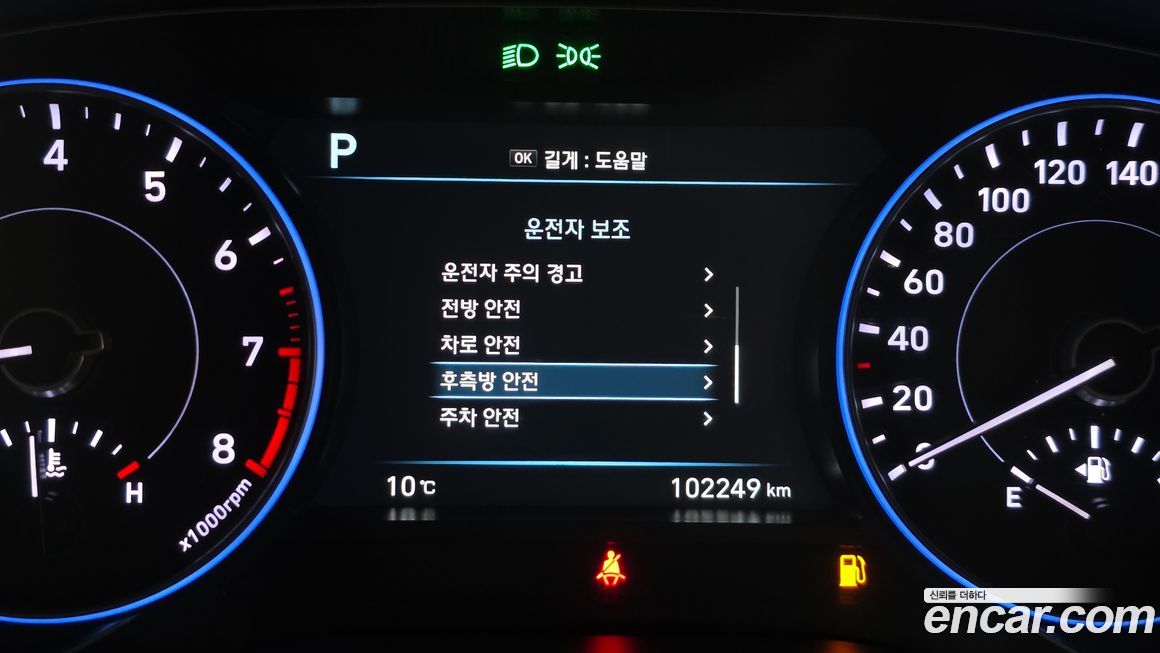 P
OK 길게 : 도움말
운전자 보조
운전자 주의 경고
전방 안전
차로 안전
후측방 안전
주차 안전
10℃
102249 km
4
5
6
7
8
x1000rpm
H
0
20
40
60
80
100
120
140
E
신뢰를 더하다
encar.com